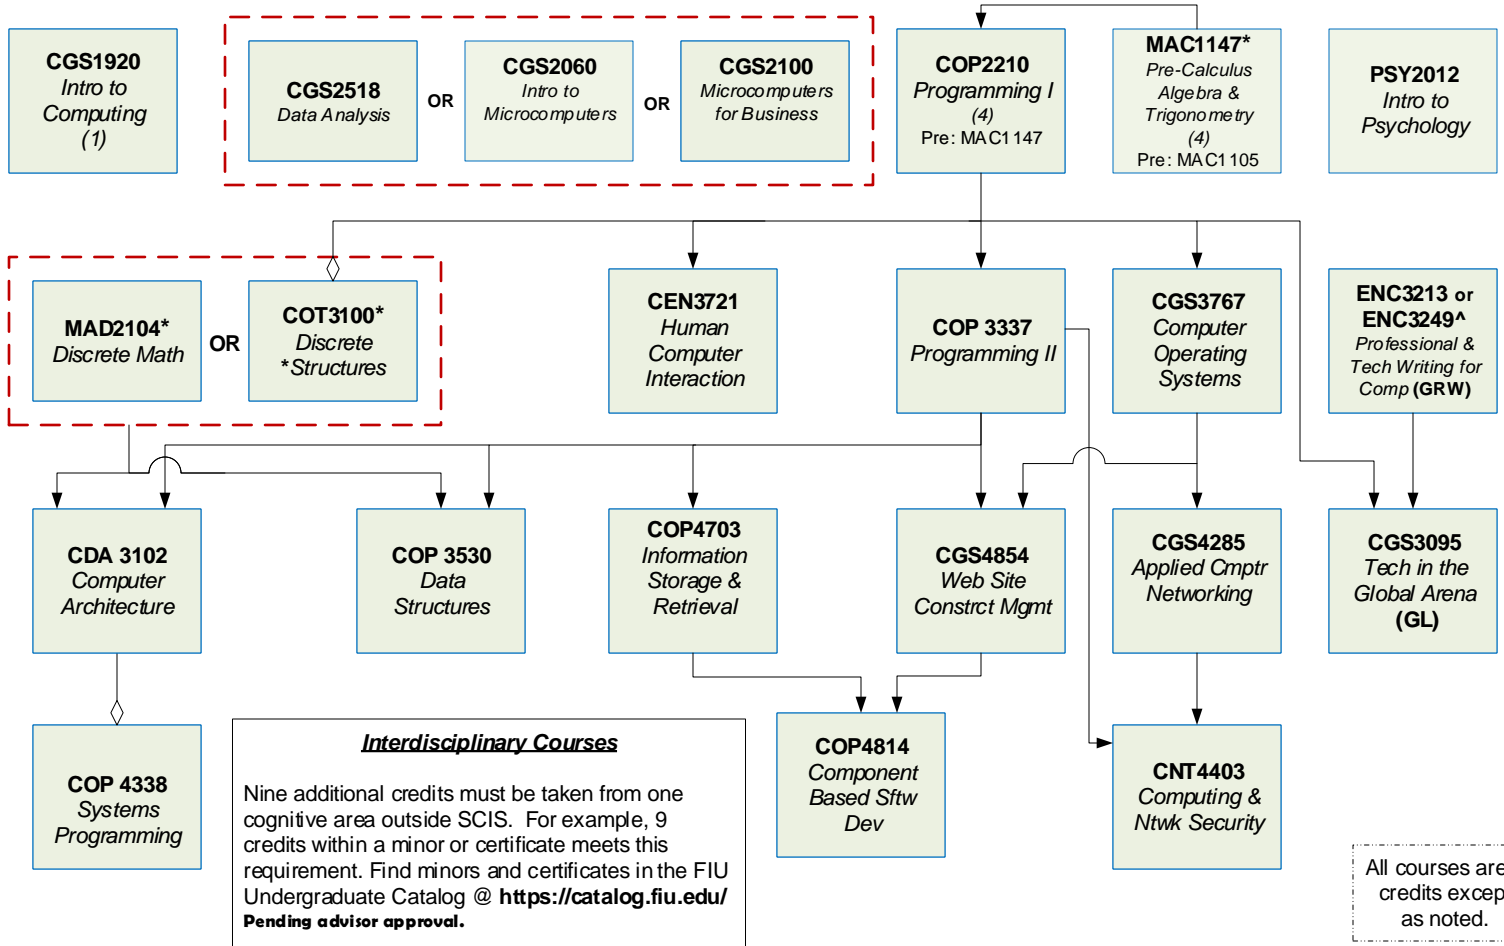 CGS1920
Intro to
Computing
(1)
CGS2518
Data Analysis
OR
CGS2060
Intro to
Microcomputers
OR
CGS2100
Microcomputers
for Business
COP2210
Programming I
(4)
Pre: MAC1147
MAC1147*
Pre-Calculus
Algebra &
Trigonometry
(4)
Pre: MAC1105
PSY2012
Intro to
Psychology
MAD2104*
Discrete Math
OR
COT3100*
Discrete
*Structures
CEN3721
Human
Computer
Interaction
COP 3337
Programming II
CGS3767
Computer
Operating
Systems
ENC3213 or
ENC3249^
Professional &
Tech Writing for
Comp (GRW)
CDA 3102
Computer
Architecture
COP 3530
Data
Structures
COP4703
Information
Storage &
Retrieval
CGS4854
Web Site
Constrct Mgmt
CGS4285
Applied Cmptr
Networking
CGS3095
Tech in the
Global Arena
(GL)
COP 4338
Systems
Programming
Interdisciplinary Courses
Nine additional credits must be taken from one
cognitive area outside SCIS. For example, 9
credits within a minor or certificate meets this
requirement. Find minors and certificates in the FIU
Undergraduate Catalog @ https://catalog.fiu.edu/
Pending advisor approval.
COP4814
Component
Based Sftw
Dev
CNT4403
Computing &
Ntwk Security
All courses are
credits excep
as noted.